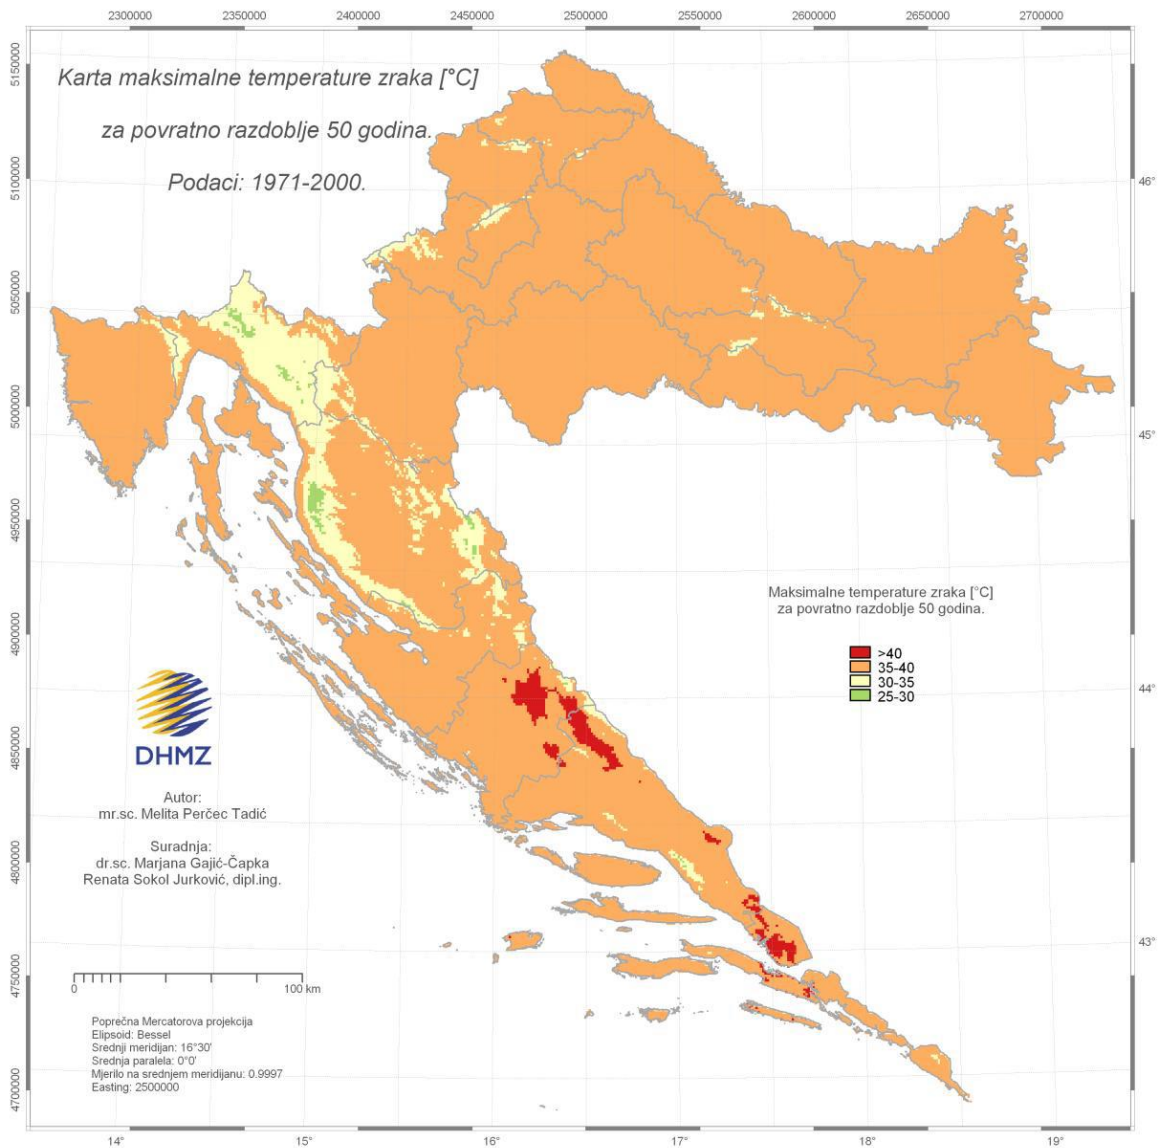 2300000 2350000 2400000 2450000 2500000 2550000 2600000 2650000 2700000
Karta maksimalne temperature zraka [°C]
za povratno razdoblje 50 godina.
Podaci: 1971-2000.
5150000
5100000
5050000
5000000
4950000
4900000
4850000
4800000
4750000
4700000
46°
45°
44°
43°
Maksimalne temperature zraka [°C]
za povratno razdoblje 50 godina.
>40
35-40
30-35
25-30
DHMZ
Autor:
mr.sc. Melita Perčec Tadić
Suradnja:
dr.sc. Marjana Gajić-Čapka
Renata Sokol Jurković, dipl.ing.
0 100 km
Poprečna Mercatorova projekcija
Elipsoid: Bessel
Srednji meridijan: 16°30'
Srednja paralela: 0°0'
Mjerilo na srednjem meridijanu: 0.9997
Easting: 2500000
14° 15° 16° 17° 18° 19°